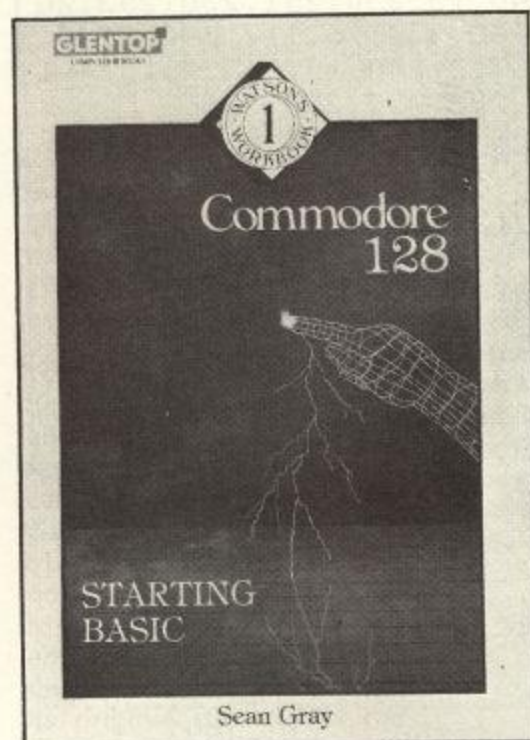 GLENTOP
WATSON'S
1
WORKBOOK
Commodore
128
STARTING
BASIC
Sean Gray